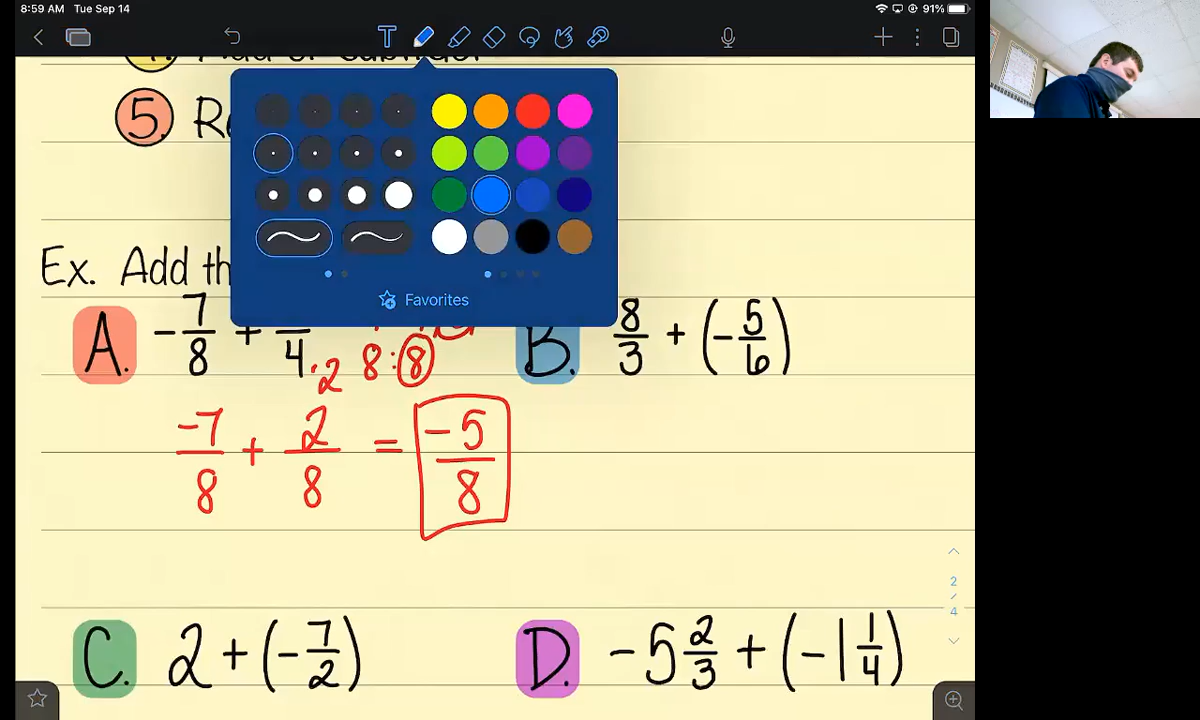 8:59 AM Tue Sep 14
91%
T
5. R
Ex. Add th
Favorites
A. -7/8 + /4 ·2 8: 8
B. 8/3 + (-5/6)
-7/8 + 2/8 = -5/8
2/4
C. 2 + (-7/2)
D. -5 2/3 + (-1 1/4)